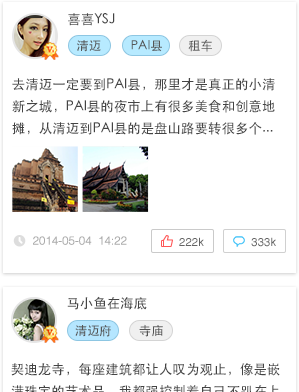 喜喜YSJ
清迈 PAI县 租车
去清迈一定要到PAI县，那里才是真正的小清
新之城，PAI县的夜市上有很多美食和创意地
摊，从清迈到PAI县的是盘山路要转很多个...
2014-05-04 14:22 222k 333k
马小鱼在海底
清迈府 寺庙
契迪龙寺，每座建筑都让人叹为观止，像是嵌
满珠宝的艺术品，我都强控制着自己不趴在上